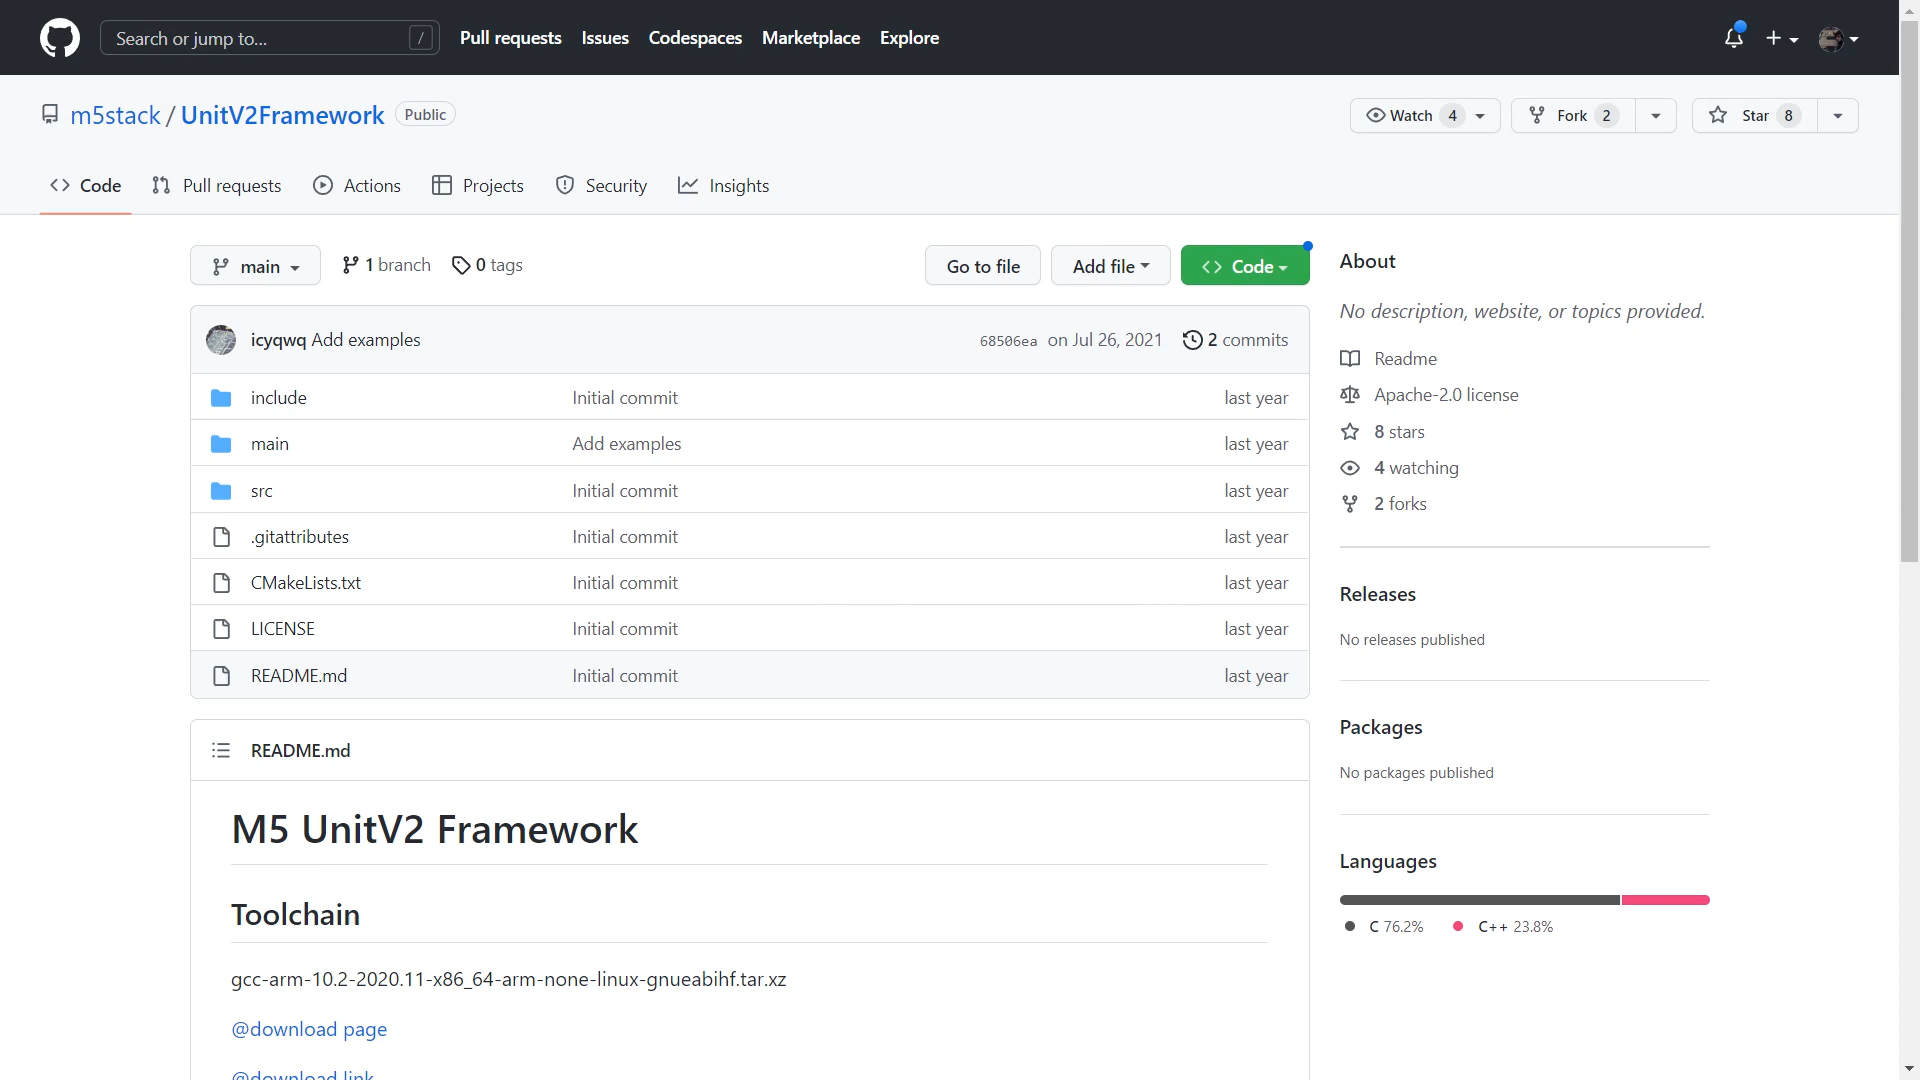 Search or jump to... /
Pull requests Issues Codespaces Marketplace Explore
m5stack / UnitV2Framework Public
Watch 4 Fork 2 Star 8
Code Pull requests Actions Projects Security Insights
main 1 branch 0 tags Go to file Add file Code
icyqwq Add examples 68506ea on Jul 26, 2021 2 commits
include Initial commit last year
main Add examples last year
src Initial commit last year
.gitattributes Initial commit last year
CMakeLists.txt Initial commit last year
LICENSE Initial commit last year
README.md Initial commit last year
README.md
M5 UnitV2 Framework
Toolchain
gcc-arm-10.2-2020.11-x86_64-arm-none-linux-gnueabihf.tar.xz
@download page
@download link
About
No description, website, or topics provided.
Readme
Apache-2.0 license
8 stars
4 watching
2 forks
Releases
No releases published
Packages
No packages published
Languages
C 76.2% C++ 23.8%